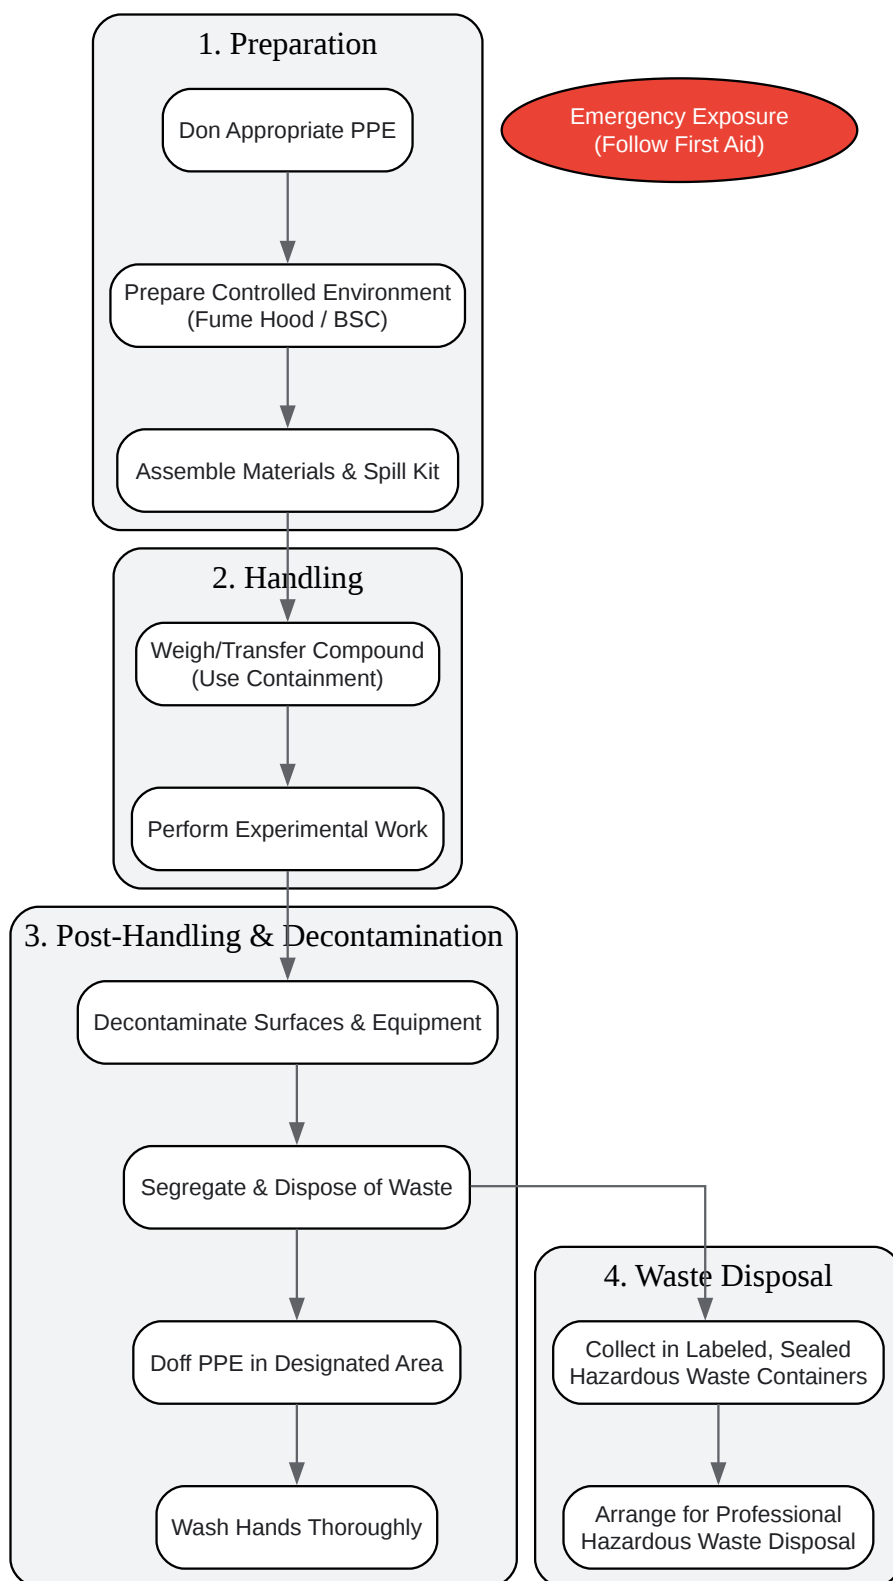 1. Preparation
Don Appropriate PPE
Emergency Exposure
(Follow First Aid)
Prepare Controlled Environment
(Fume Hood / BSC)
Assemble Materials & Spill Kit
2. Handling
Weigh/Transfer Compound
(Use Containment)
Perform Experimental Work
3. Post-Handling & Decontamination
Decontaminate Surfaces & Equipment
Segregate & Dispose of Waste
Doff PPE in Designated Area
Wash Hands Thoroughly
4. Waste Disposal
Collect in Labeled, Sealed
Hazardous Waste Containers
Arrange for Professional
Hazardous Waste Disposal